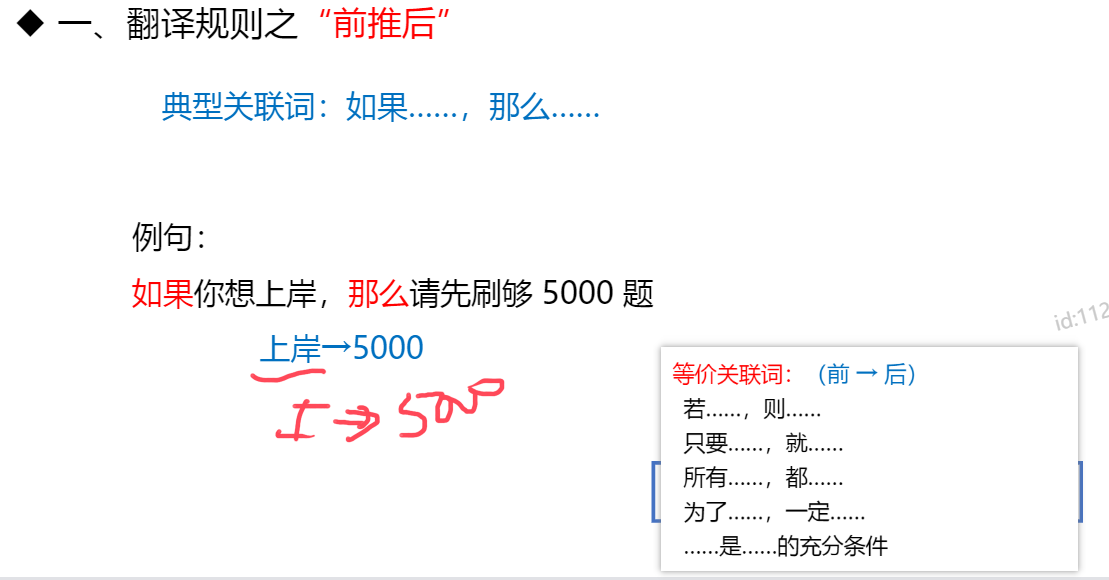 ◆ 一、翻译规则之“前推后”
典型关联词：如果……，那么……
例句：
如果你想上岸，那么请先刷够 5000 题
上岸→5000
5000
id:112
等价关联词：（前 → 后）
若……，则……
只要……，就……
所有……，都……
为了……，一定……
……是……的充分条件